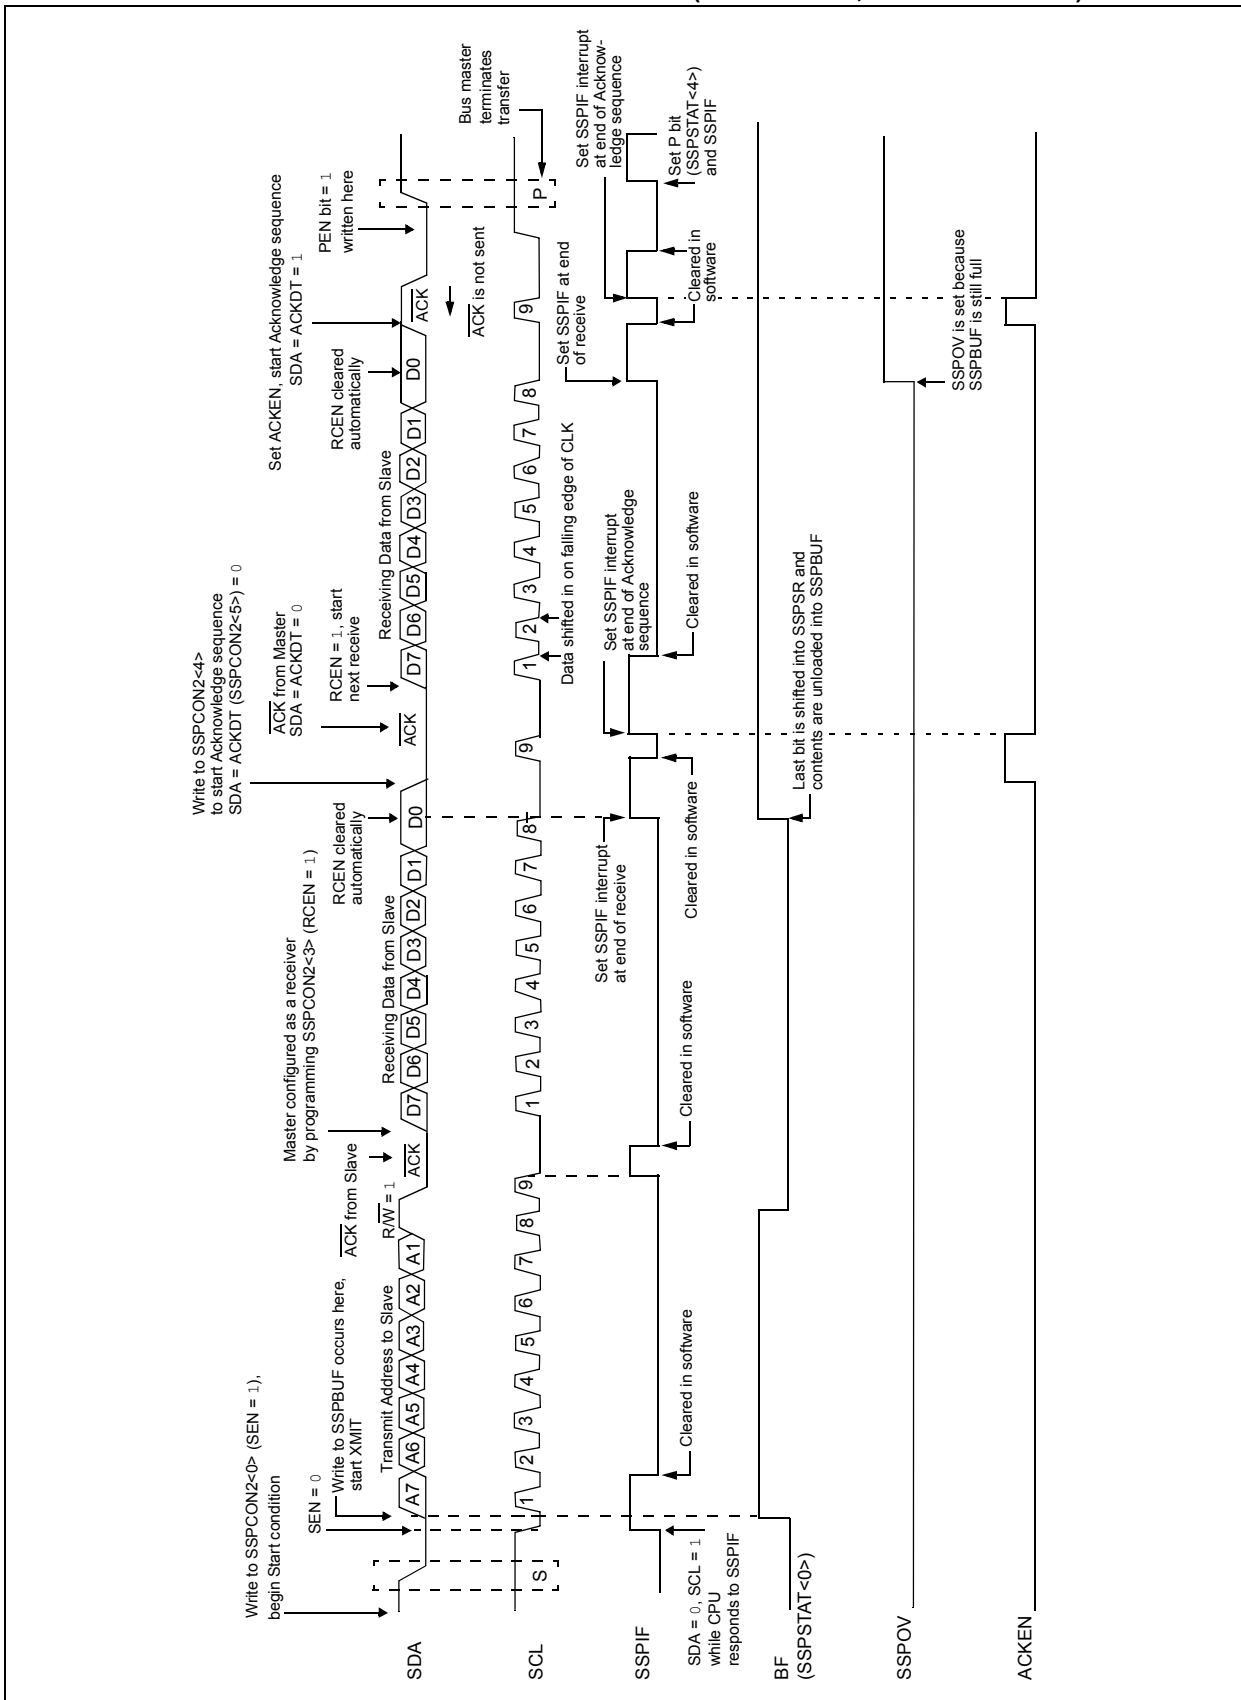 Write to SSPCON2<0> (SEN = 1),
begin Start condition
SEN = 0
Write to SSPBUF occurs here,
start XMIT
Transmit Address to Slave
R/W = 1
ACK from Slave
Master configured as a receiver
by programming SSPCON2<3> (RCEN = 1)
Receiving Data from Slave
RCEN cleared
automatically
Write to SSPCON2<4>
to start Acknowledge sequence
SDA = ACKDT (SSPCON2<5>) = 0
ACK from Master
SDA = ACKDT = 0
RCEN = 1, start
next receive
Receiving Data from Slave
RCEN cleared
automatically
Set ACKEN, start Acknowledge sequence
SDA = ACKDT = 1
PEN bit = 1
written here
SDA
A7 A6 A5 A4 A3 A2 A1
ACK
D7 D6 D5 D4 D3 D2 D1 D0
ACK
D7 D6 D5 D4 D3 D2 D1 D0
ACK
ACK is not sent
Bus master
terminates
transfer
SCL
S
1 2 3 4 5 6 7 8 9
1 2 3 4 5 6 7 8 9
1 2 3 4 5 6 7 8 9
P
Data shifted in on falling edge of CLK
Set SSPIF interrupt
at end of receive
Set SSPIF interrupt
at end of Acknowledge
sequence
Set SSPIF at end
of receive
Set SSPIF interrupt
at end of Acknow-
ledge sequence
SSPIF
SDA = 0, SCL = 1
while CPU
responds to SSPIF
Cleared in software
Cleared in software
Cleared in software
Cleared in software
Cleared in
software
Set P bit
(SSPSTAT<4>)
and SSPIF
BF
(SSPSTAT<0>)
Last bit is shifted into SSPSR and
contents are unloaded into SSPBUF
SSPOV
SSPOV is set because
SSPBUF is still full
ACKEN